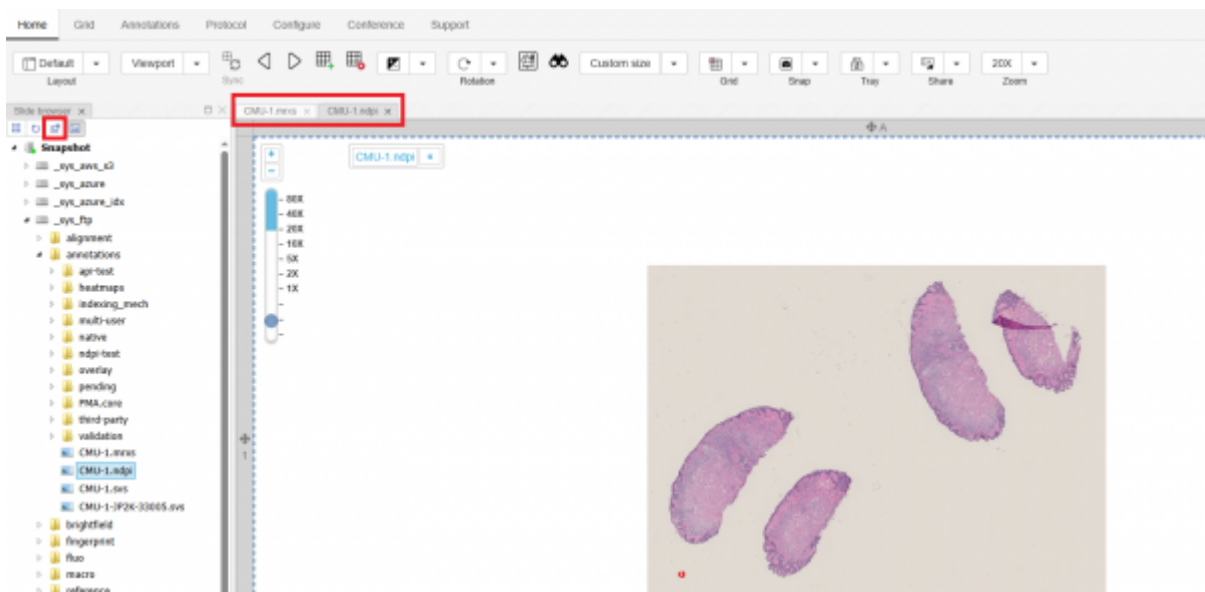 Home Grid Annotations Protocol Configure Conference Support
Default Viewport Custom size 20X
Layout Sync Rotation Grid Snap Tray Share Zoom
Slide browser CMU-1.mrxs CMU-1.ndpi
A
Snapshot
CMU-1.ndpi
_sys_aws_s3
_sys_azure
_sys_azure_idx
_sys_ftp
alignment
annotations
api-test
heatmaps
indexing_mech
multi-user
native
ndpi-test
overlay
pending
PMA.core
third-party
validation
CMU-1.mrxs
CMU-1.ndpi
CMU-1.svs
CMU-1-JP2K-33005.svs
brightfield
fingerprint
fluo
macro
reference
80X
40X
20X
10X
5X
2X
1X
1